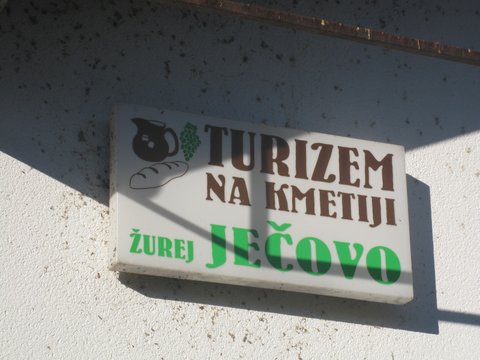 TURIZEM
NA KMETIJI
ŽUREJ JEČOVO